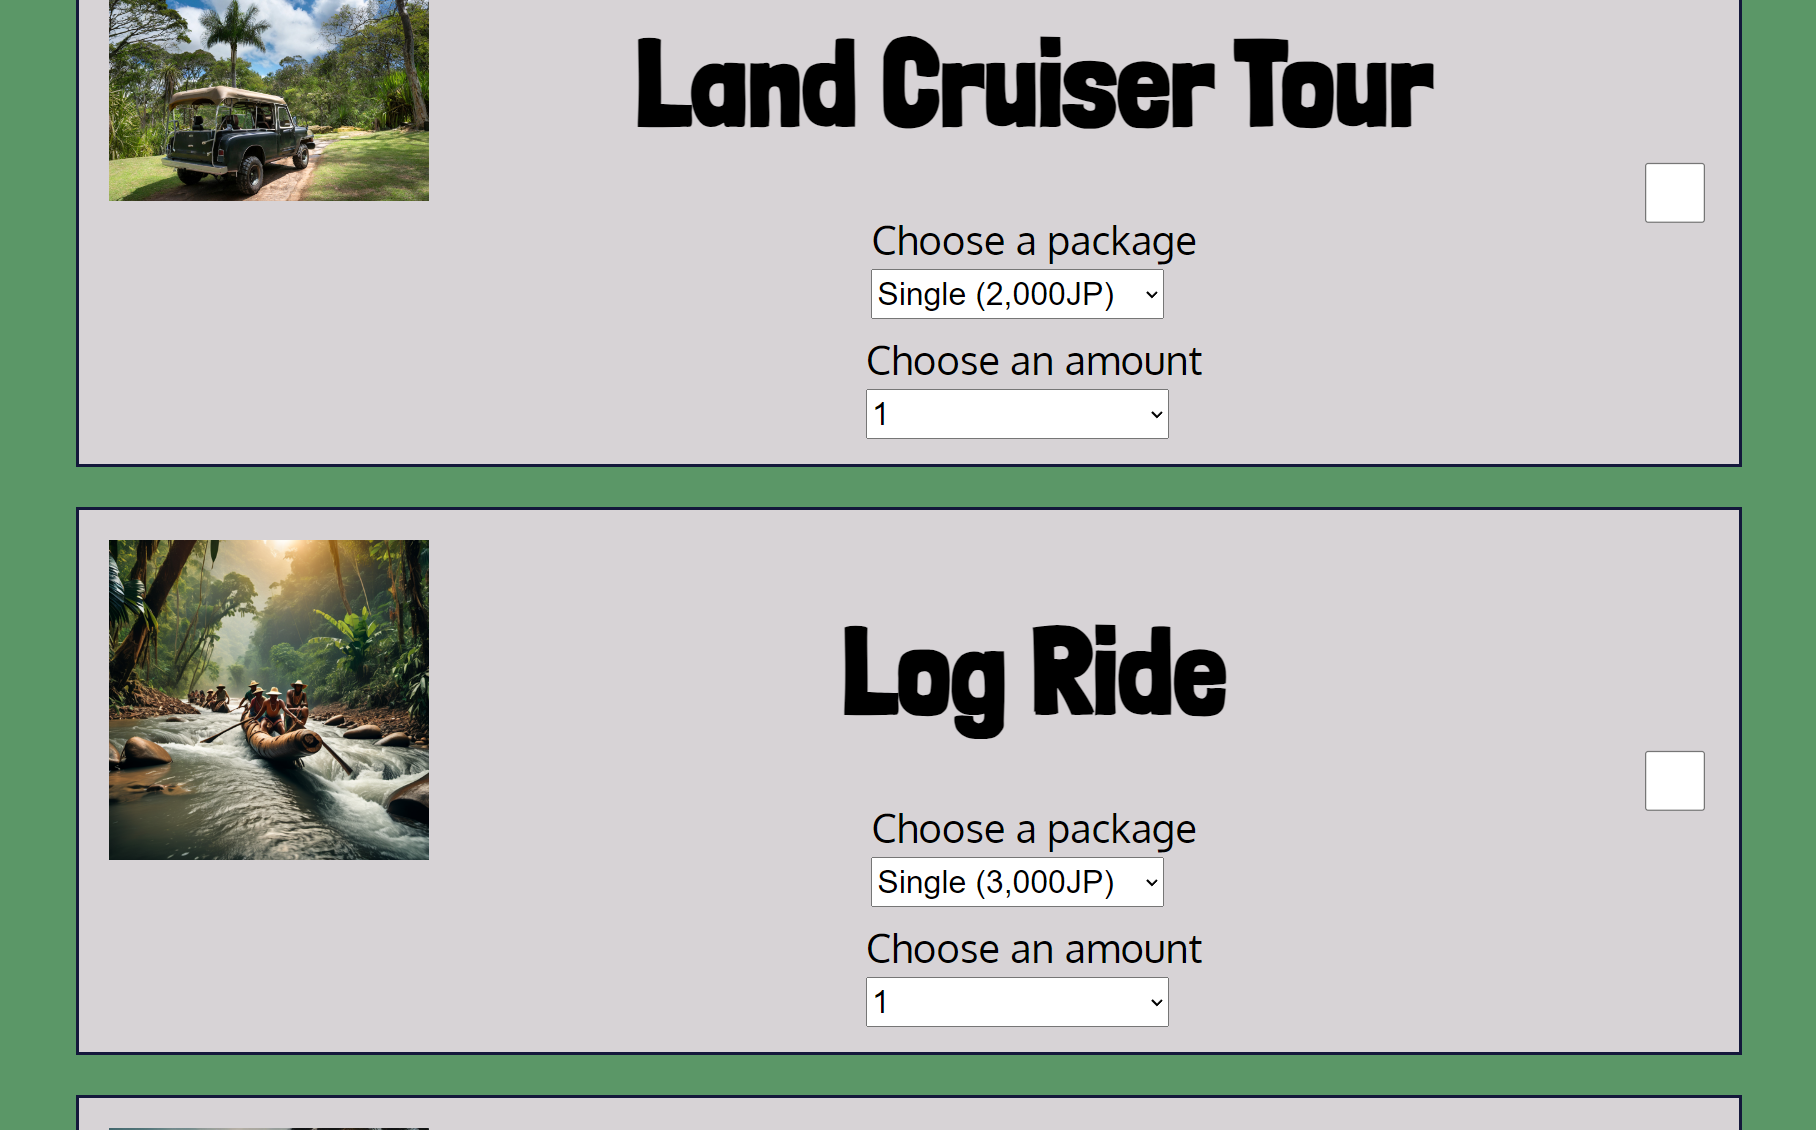 Land Cruiser Tour
Choose a package
Single (2,000JP)
Choose an amount
1
Log Ride
Choose a package
Single (3,000JP)
Choose an amount
1